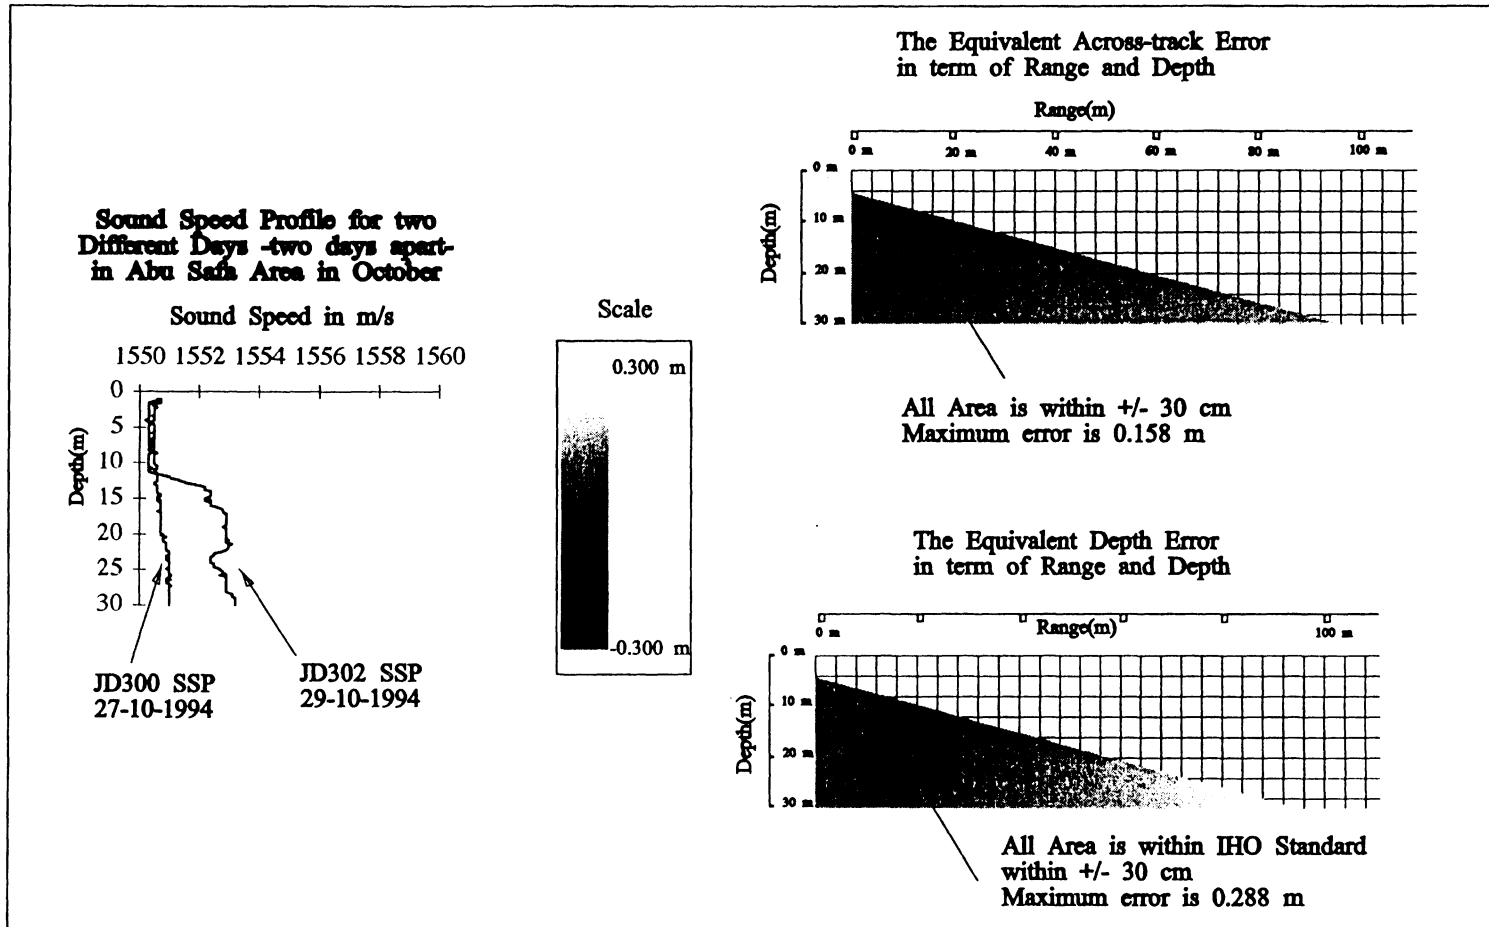 The Equivalent Across-track Error
in term of Range and Depth
Range(m)
0 m 20 m 40 m 60 m 80 m 100 m
Depth(m)
0 m
10 m
20 m
30 m
All Area is within +/- 30 cm
Maximum error is 0.158 m
Sound Speed Profile for two
Different Days -two days apart-
in Abu Safa Area in October
Sound Speed in m/s
1550 1552 1554 1556 1558 1560
Depth(m)
0
5
10
15
20
25
30
JD300 SSP
27-10-1994
JD302 SSP
29-10-1994
Scale
0.300 m
-0.300 m
The Equivalent Depth Error
in term of Range and Depth
Range(m)
0 m 100 m
Depth(m)
0 m
10 m
20 m
30 m
All Area is within IHO Standard
within +/- 30 cm
Maximum error is 0.288 m